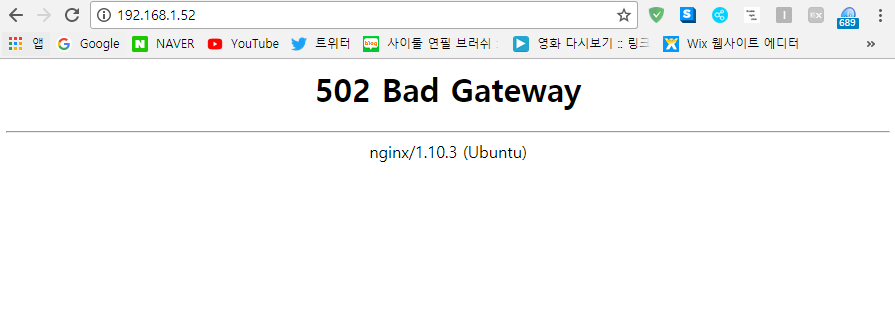 192.168.1.52
689
앱 Google NAVER YouTube 트위터 blog 사이툴 연필 브러쉬 : 영화 다시보기 :: 링크 Wix 웹사이트 에디터 »
502 Bad Gateway
nginx/1.10.3 (Ubuntu)